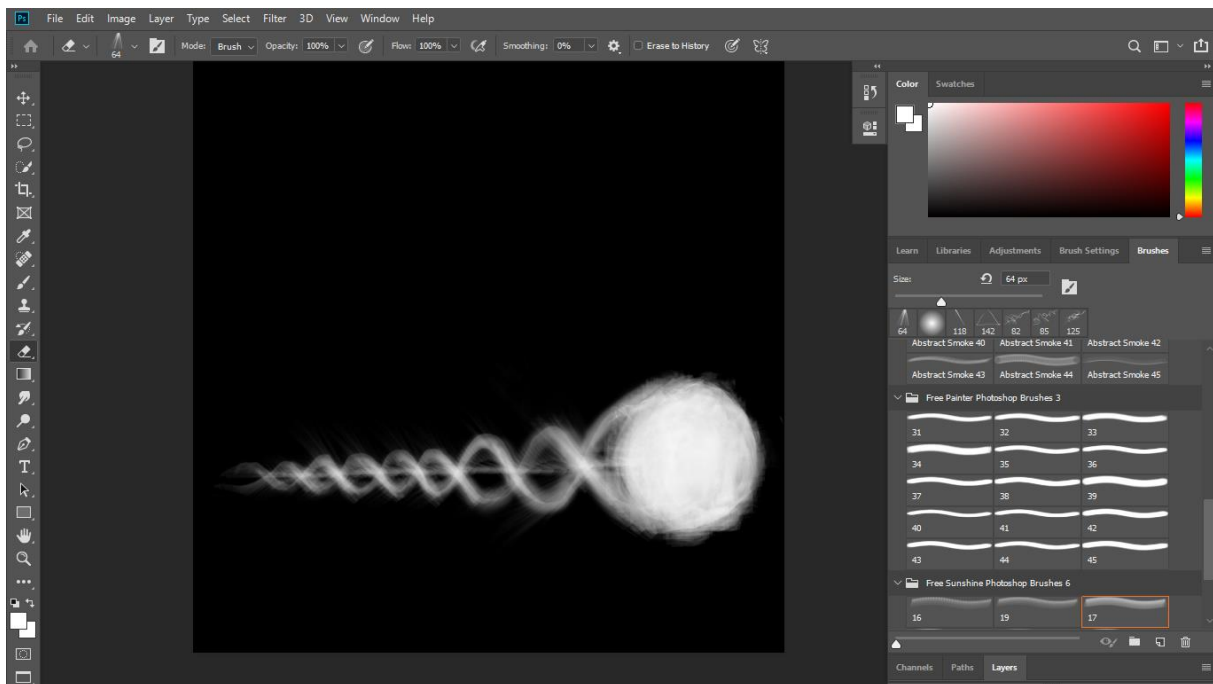 Ps File Edit Image Layer Type Select Filter 3D View Window Help
64 Mode: Brush Opacity: 100% Flow: 100% Smoothing: 0% Erase to History
Color Swatches
Learn Libraries Adjustments Brush Settings Brushes
Size: 64 px
64 118 142 82 85 125
Abstract Smoke 40 Abstract Smoke 41 Abstract Smoke 42
Abstract Smoke 43 Abstract Smoke 44 Abstract Smoke 45
Free Painter Photoshop Brushes 3
31 32 33
34 35 36
37 38 39
40 41 42
43 44 45
Free Sunshine Photoshop Brushes 6
16 19 17
Channels Paths Layers